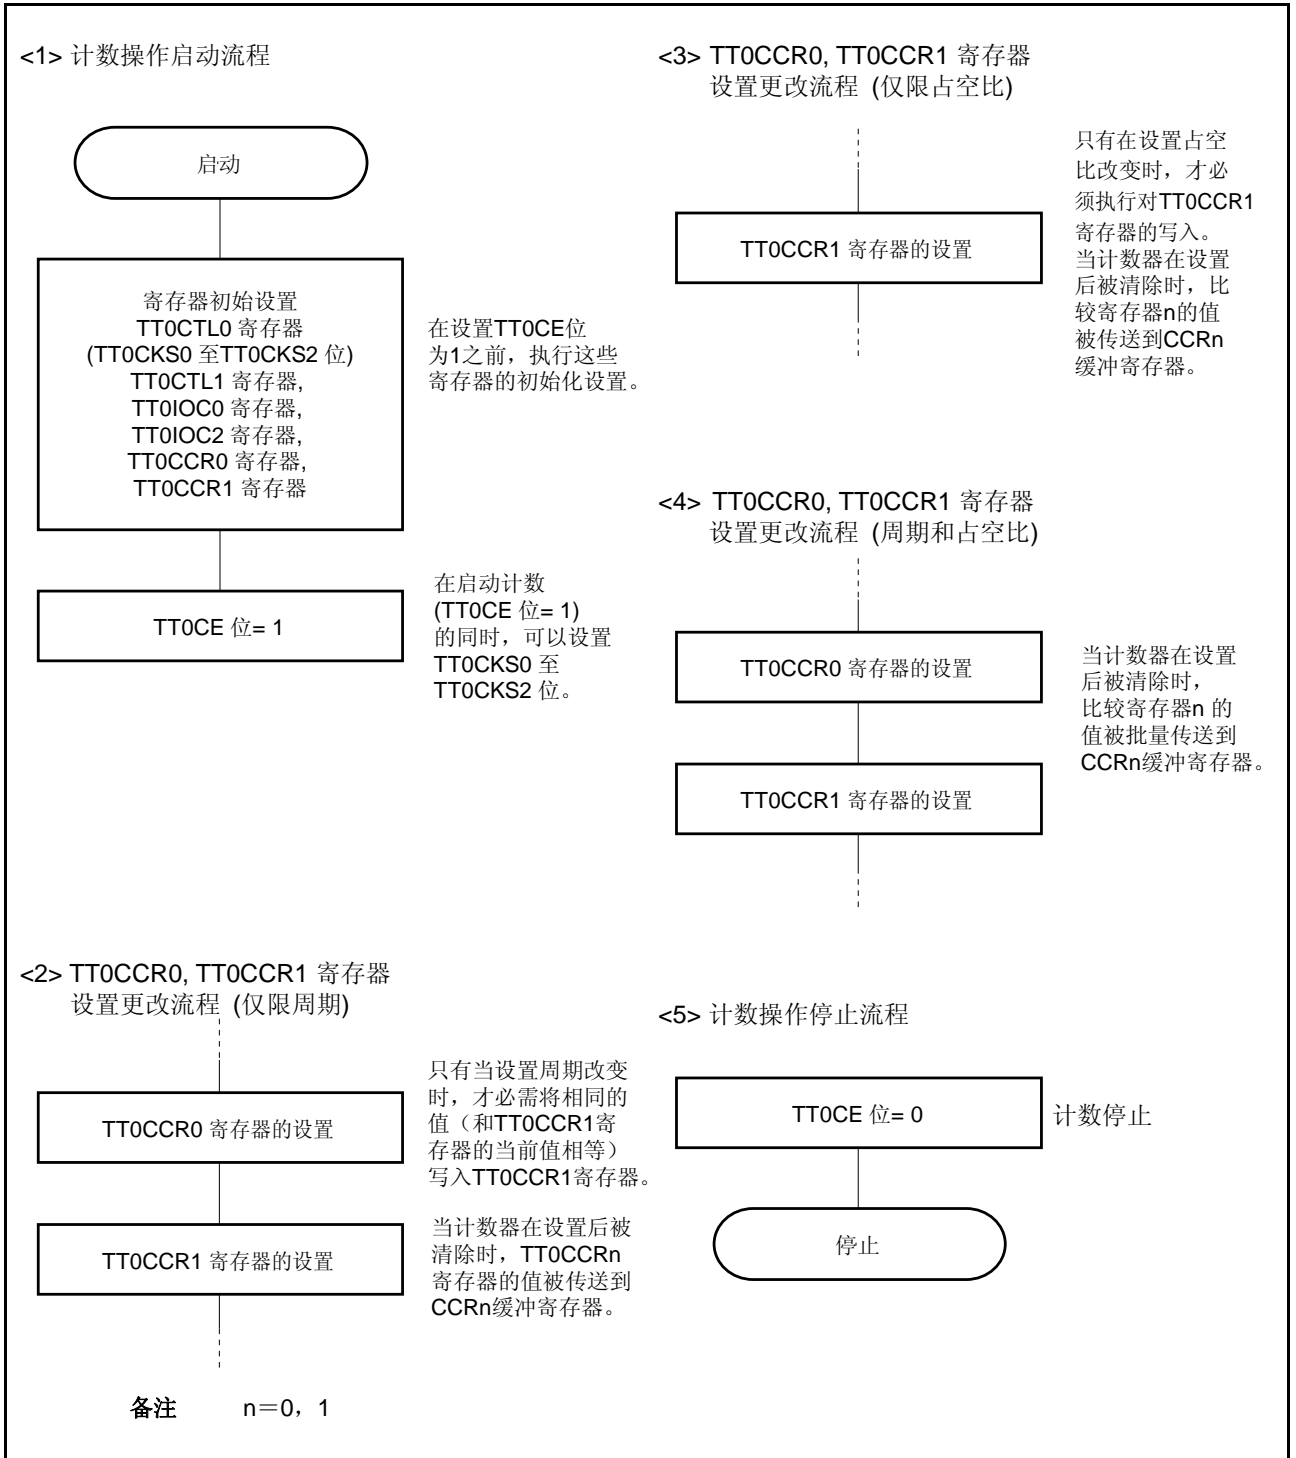 <1> 计数操作启动流程
启动
寄存器初始设置
TT0CTL0 寄存器
(TT0CKS0 至TT0CKS2 位)
TT0CTL1 寄存器,
TT0IOC0 寄存器,
TT0IOC2 寄存器,
TT0CCR0 寄存器,
TT0CCR1 寄存器
在设置TT0CE位
为1之前，执行这些
寄存器的初始化设置。
TT0CE 位= 1
在启动计数
(TT0CE 位= 1)
的同时，可以设置
TT0CKS0 至
TT0CKS2 位。
<2> TT0CCR0, TT0CCR1 寄存器
设置更改流程 (仅限周期)
TT0CCR0 寄存器的设置
只有当设置周期改变
时，才必需将相同的
值（和TT0CCR1寄
存器的当前值相等）
写入TT0CCR1寄存器。
TT0CCR1 寄存器的设置
当计数器在设置后被
清除时，TT0CCRn
寄存器的值被传送到
CCRn缓冲寄存器。
备注 n＝0，1
<3> TT0CCR0, TT0CCR1 寄存器
设置更改流程 (仅限占空比)
TT0CCR1 寄存器的设置
只有在设置占空
比改变时，才必
须执行对TT0CCR1
寄存器的写入。
当计数器在设置
后被清除时，比
较寄存器n的值
被传送到CCRn
缓冲寄存器。
<4> TT0CCR0, TT0CCR1 寄存器
设置更改流程 (周期和占空比)
TT0CCR0 寄存器的设置
TT0CCR1 寄存器的设置
当计数器在设置
后被清除时，
比较寄存器n 的
值被批量传送到
CCRn缓冲寄存器。
<5> 计数操作停止流程
TT0CE 位= 0
计数停止
停止